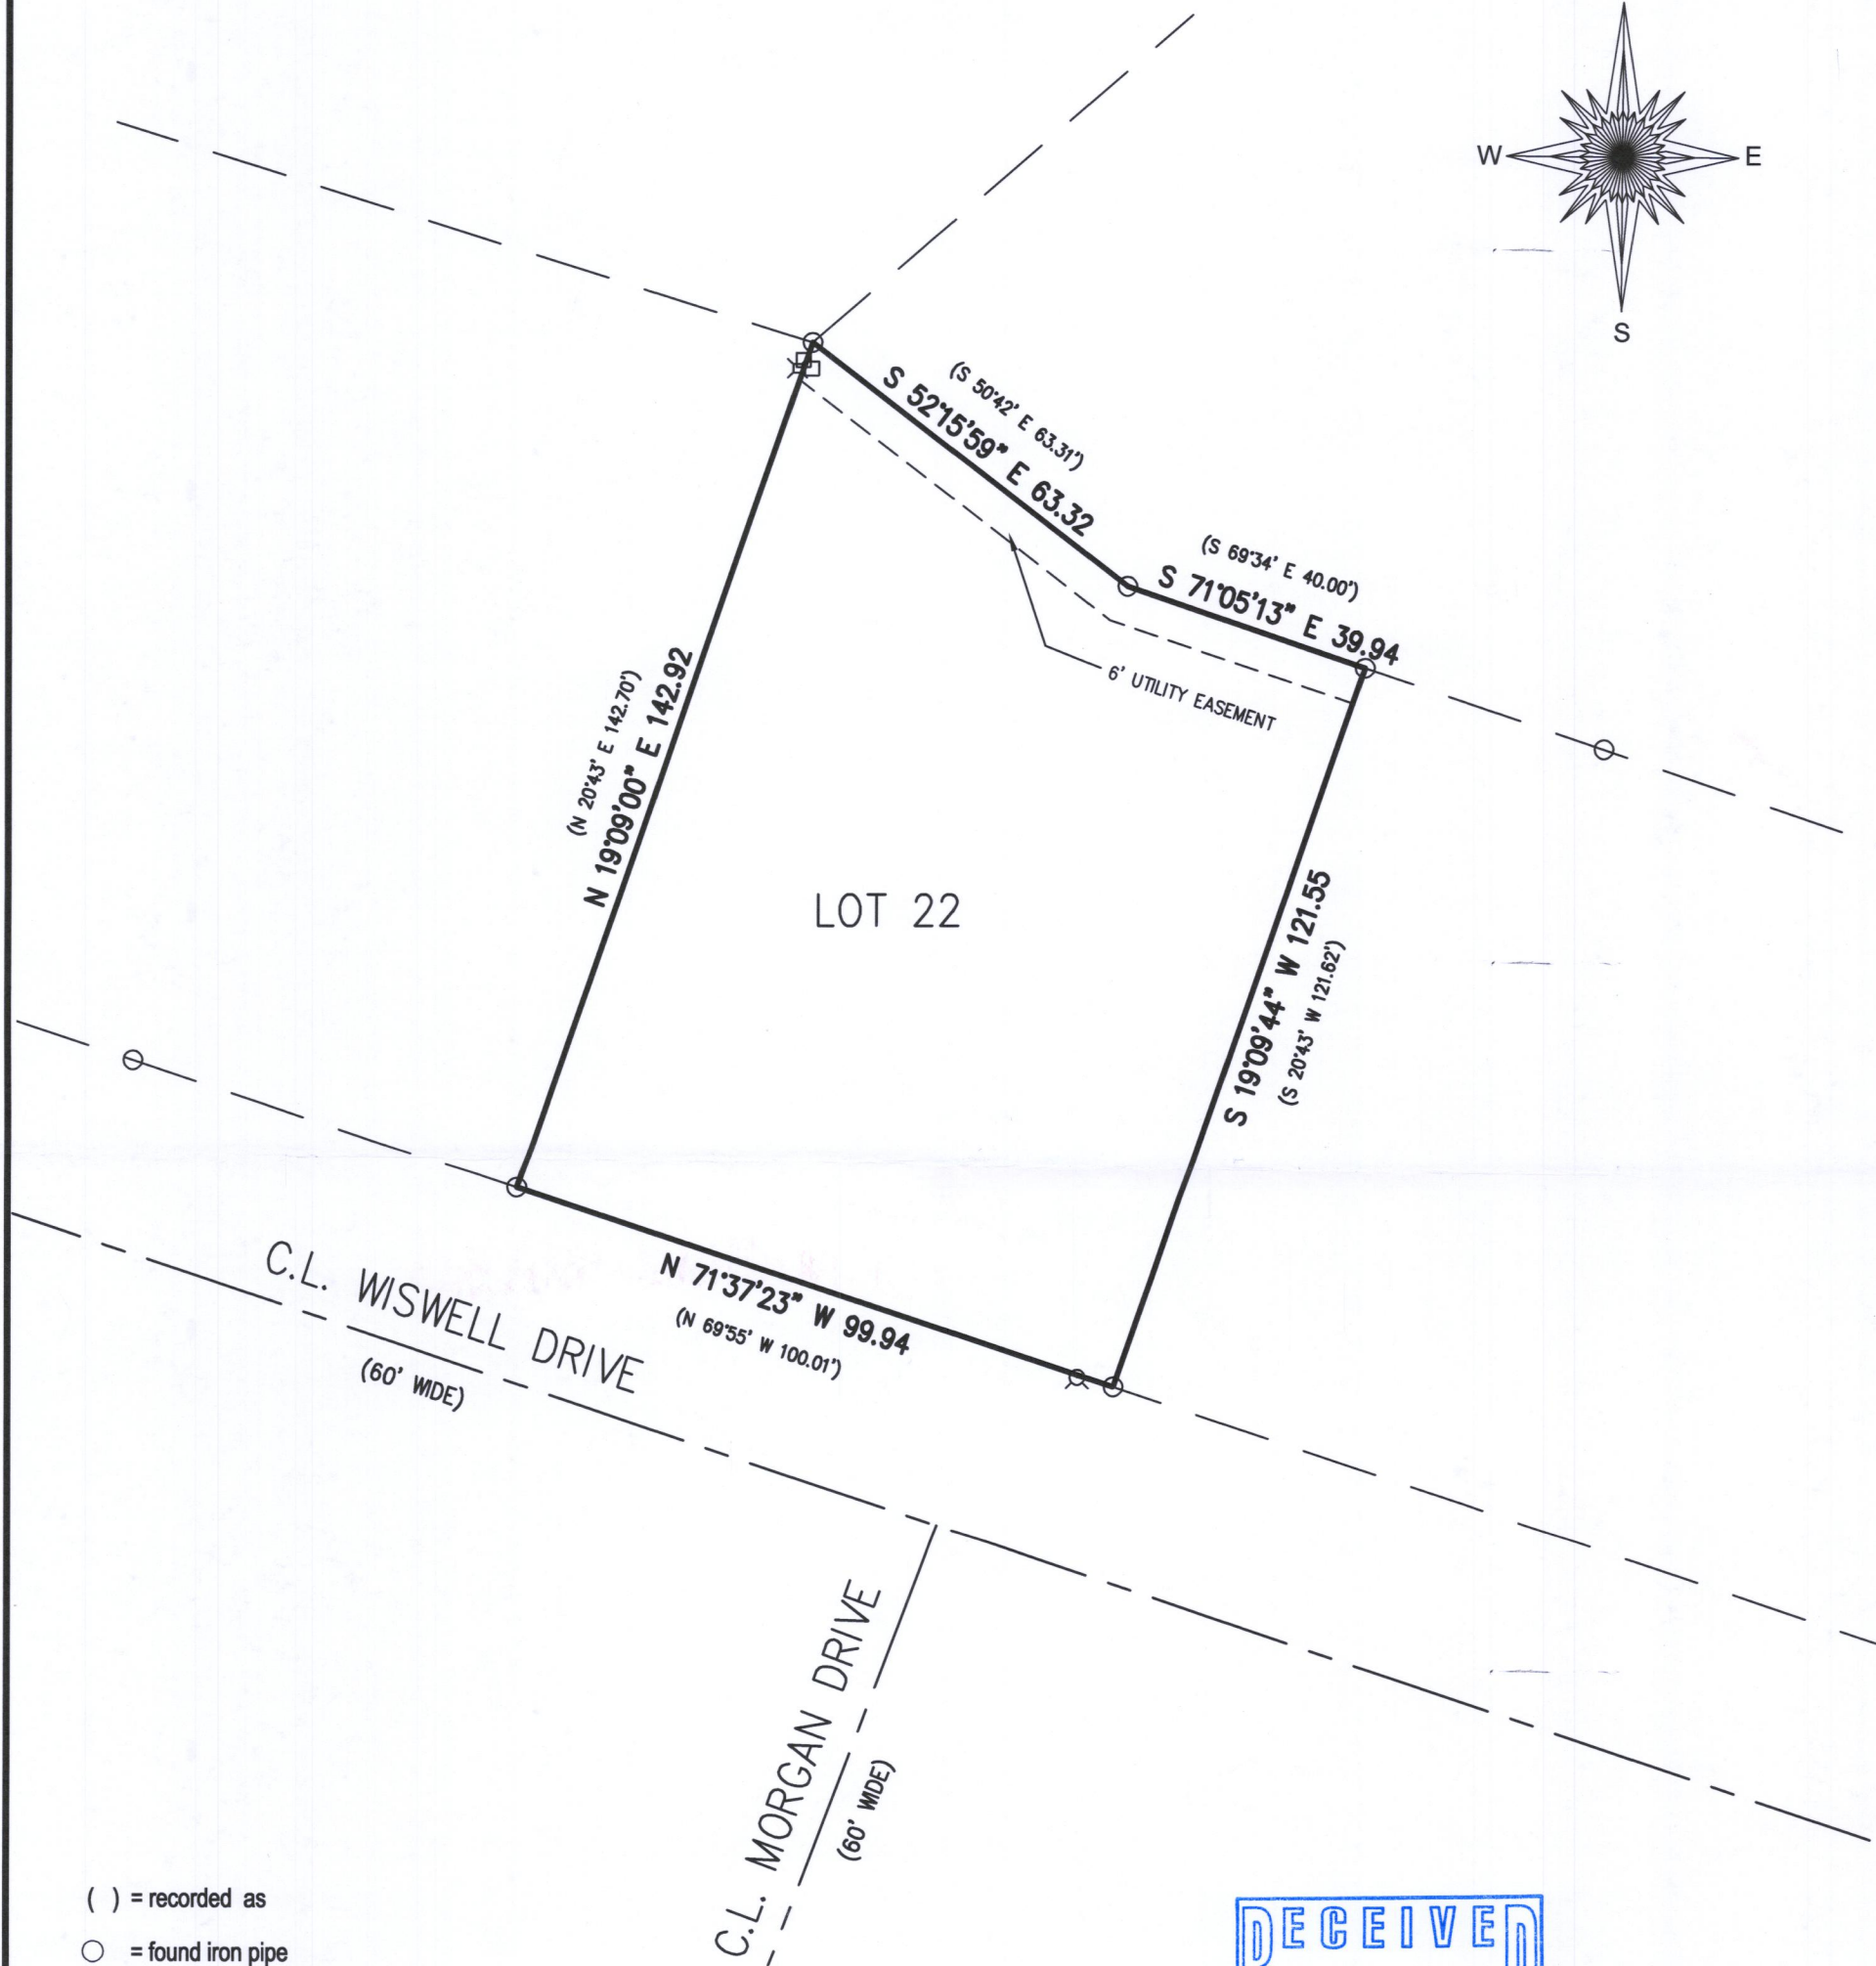 W E
S
(S 50°42' E 63.31')
S 52°15'59" E 63.32
(S 69°34' E 40.00')
S 71°05'13" E 39.94
6' UTILITY EASEMENT
(N 20°43' E 142.70')
N 19°09'00" E 142.92
LOT 22
S 19°09'44" W 121.55
(S 20°43' W 121.62')
N 71°37'23" W 99.94
(N 69°55' W 100.01')
C.L. WISWELL DRIVE
(60' WIDE)
C.L. MORGAN DRIVE
(60' WIDE)
( ) = recorded as
= found iron pipe